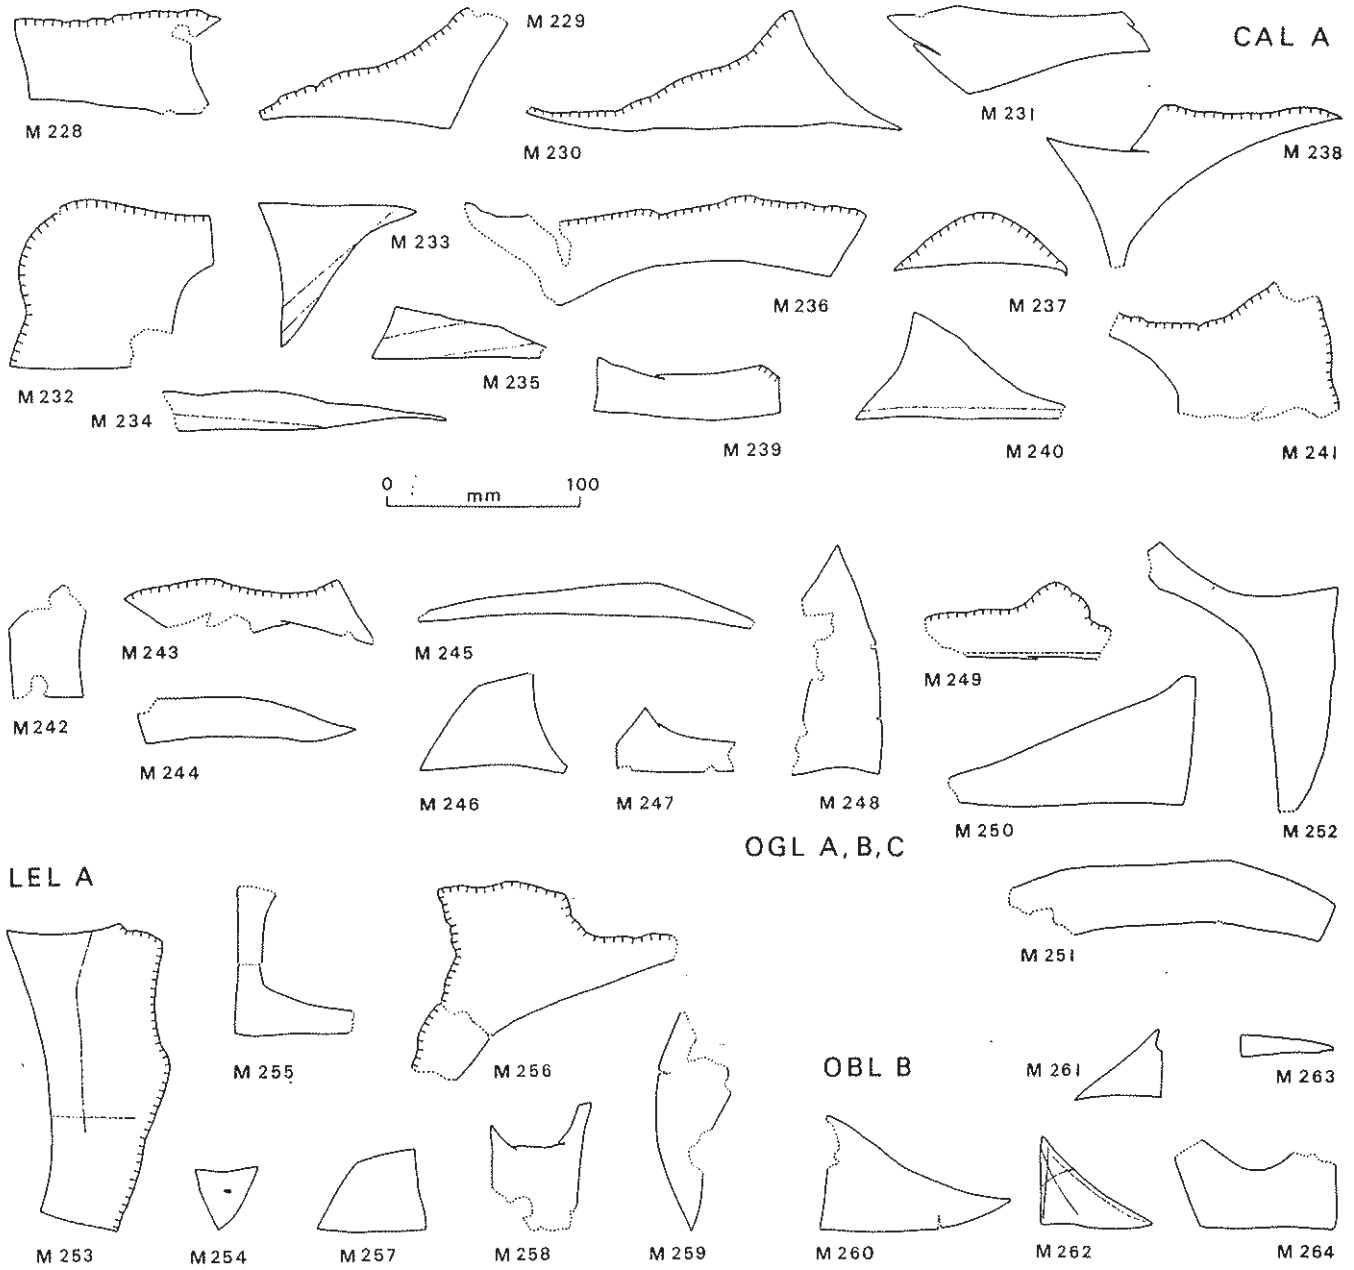 M 229
CAL A
M 228
M 230
M 231
M 238
M 233
M 236
M 237
M 232
M 234
M 235
M 239
M 240
M 241
0 mm 100
M 242
M 243
M 245
M 249
M 244
M 246
M 247
M 248
M 250
M 252
OGL A, B, C
LEL A
M 251
M 255
M 256
OBL B
M 261
M 263
M 253
M 254
M 257
M 258
M 259
M 260
M 262
M 264